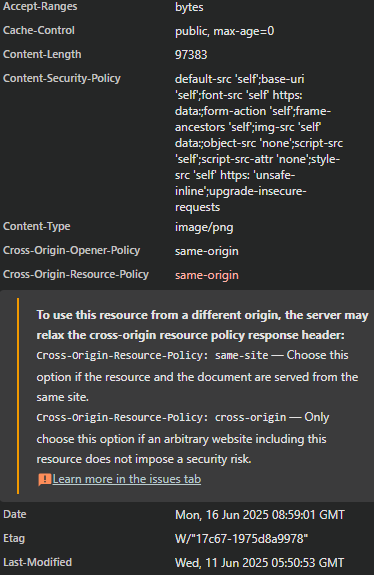 Accept-Ranges bytes
Cache-Control public, max-age=0
Content-Length 97383
Content-Security-Policy default-src 'self';base-uri
'self';font-src 'self' https:
data:;form-action 'self';frame-
ancestors 'self';img-src 'self'
data:;object-src 'none';script-src
'self';script-src-attr 'none';style-
src 'self' https: 'unsafe-
inline';upgrade-insecure-
requests
Content-Type image/png
Cross-Origin-Opener-Policy same-origin
Cross-Origin-Resource-Policy same-origin
To use this resource from a different origin, the server may
relax the cross-origin resource policy response header:
Cross-Origin-Resource-Policy: same-site — Choose this
option if the resource and the document are served from the
same site.
Cross-Origin-Resource-Policy: cross-origin — Only
choose this option if an arbitrary website including this
resource does not impose a security risk.
Learn more in the issues tab
Date Mon, 16 Jun 2025 08:59:01 GMT
Etag W/"17c67-1975d8a9978"
Last-Modified Wed, 11 Jun 2025 05:50:53 GMT